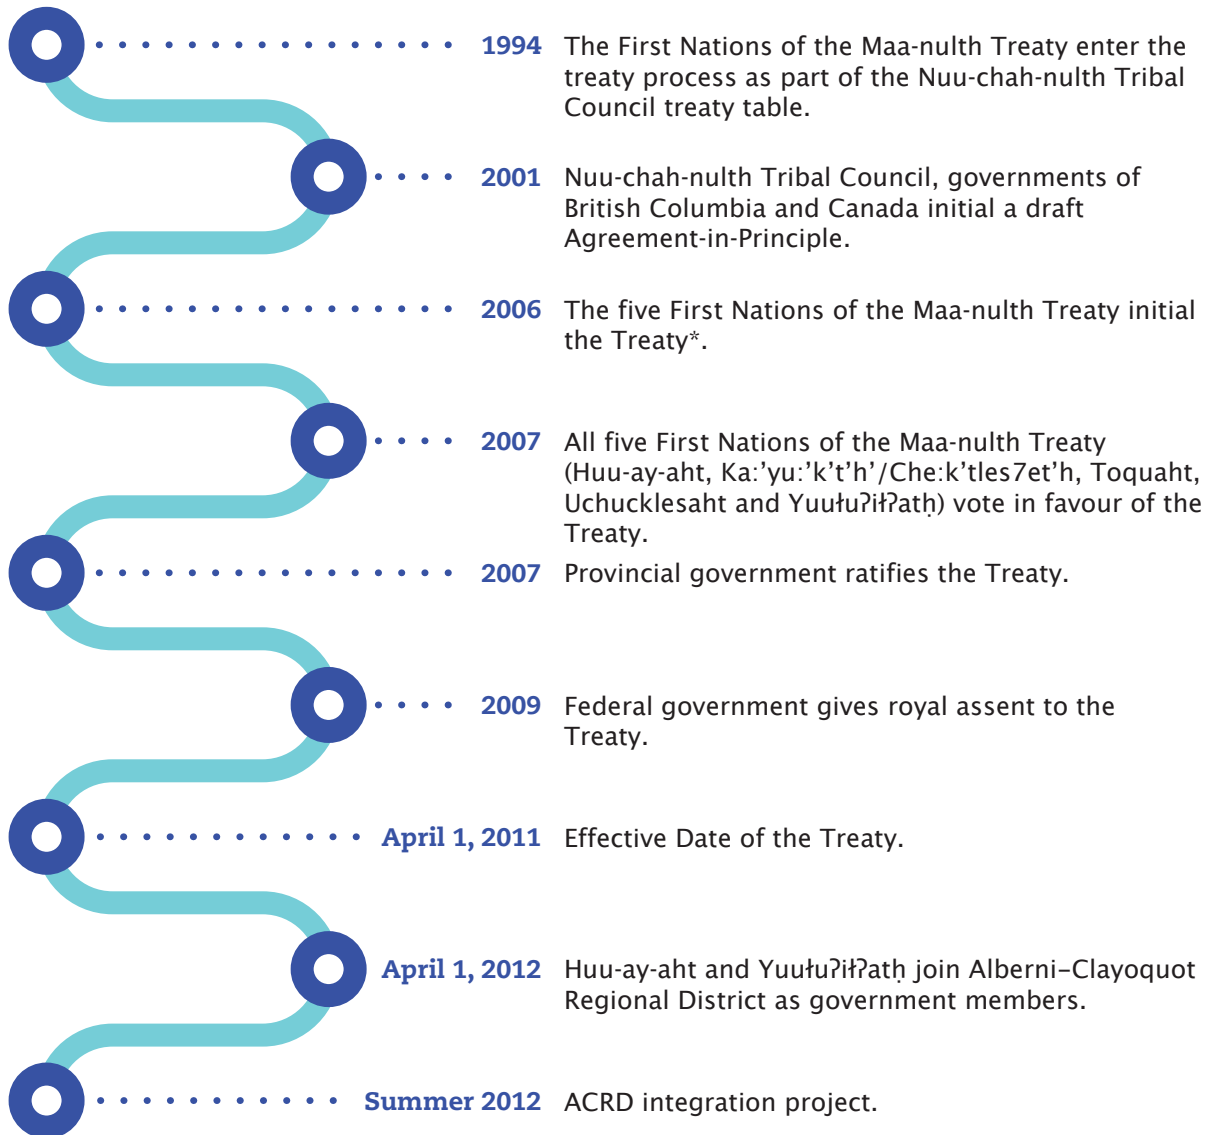 1994 The First Nations of the Maa-nulth Treaty enter the
treaty process as part of the Nuu-chah-nulth Tribal
Council treaty table.
2001 Nuu-chah-nulth Tribal Council, governments of
British Columbia and Canada initial a draft
Agreement-in-Principle.
2006 The five First Nations of the Maa-nulth Treaty initial
the Treaty*.
2007 All five First Nations of the Maa-nulth Treaty
(Huu-ay-aht, Ka:’yu:’k’t’h’/Che:k’tles7et’h, Toquaht,
Uchucklesaht and Yuułuʔiłʔatḥ) vote in favour of the
Treaty.
2007 Provincial government ratifies the Treaty.
2009 Federal government gives royal assent to the
Treaty.
April 1, 2011 Effective Date of the Treaty.
April 1, 2012 Huu-ay-aht and Yuułuʔiłʔatḥ join Alberni–Clayoquot
Regional District as government members.
Summer 2012 ACRD integration project.